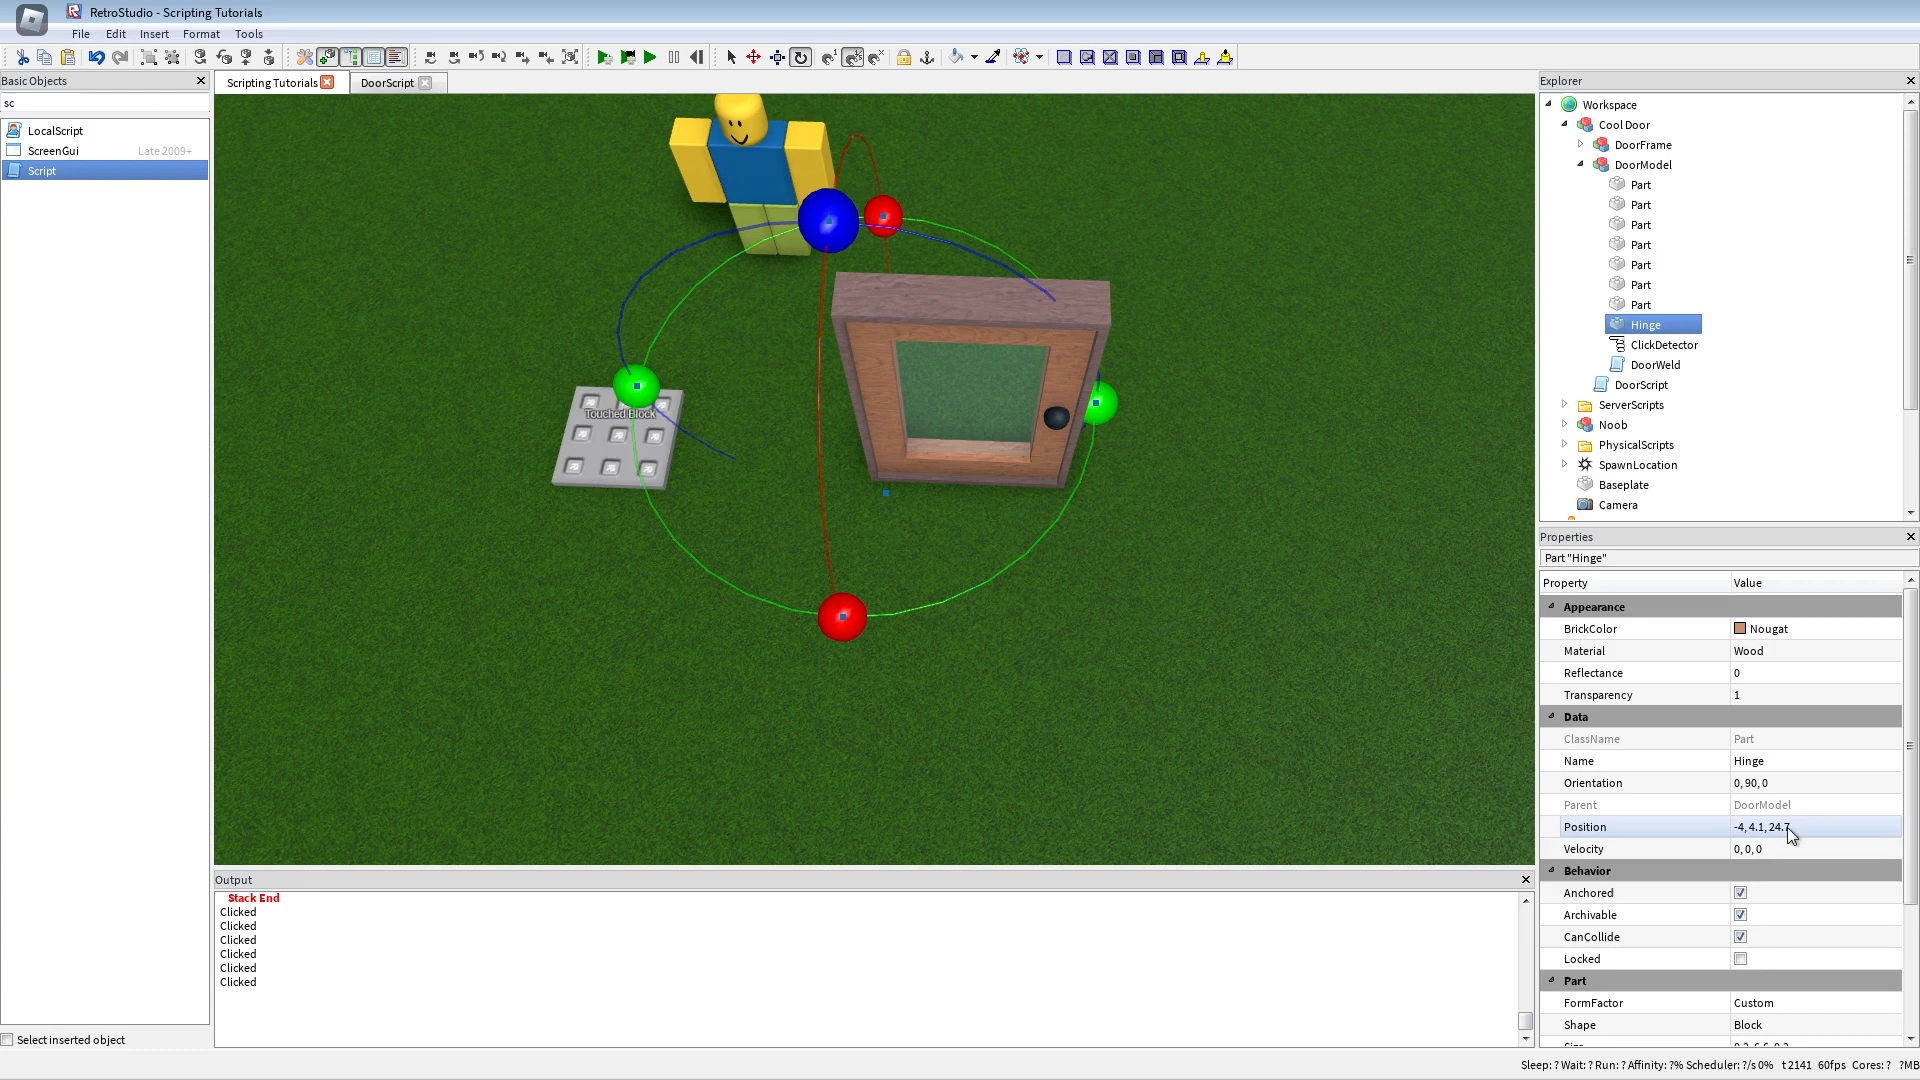 RetroStudio - Scripting Tutorials
File Edit Insert Format Tools
Basic Objects
sc
LocalScript
ScreenGui Late 2009+
Script
Select inserted object
Scripting Tutorials DoorScript
Touched Block
Output
Stack End
Clicked
Clicked
Clicked
Clicked
Clicked
Clicked
Explorer
Workspace
Cool Door
DoorFrame
DoorModel
Part
Part
Part
Part
Part
Part
Part
Hinge
ClickDetector
DoorWeld
DoorScript
ServerScripts
Noob
PhysicalScripts
SpawnLocation
Baseplate
Camera
Properties
Part "Hinge"
Property Value
Appearance
BrickColor Nougat
Material Wood
Reflectance 0
Transparency 1
Data
ClassName Part
Name Hinge
Orientation 0, 90, 0
Parent DoorModel
Position -4, 4.1, 24.7
Velocity 0, 0, 0
Behavior
Anchored
Archivable
CanCollide
Locked
Part
FormFactor Custom
Shape Block
Sleep: ? Wait: ? Run: ? Affinity: ?% Scheduler: ?/s 0% t 2141 60fps Cores: ? ?MB